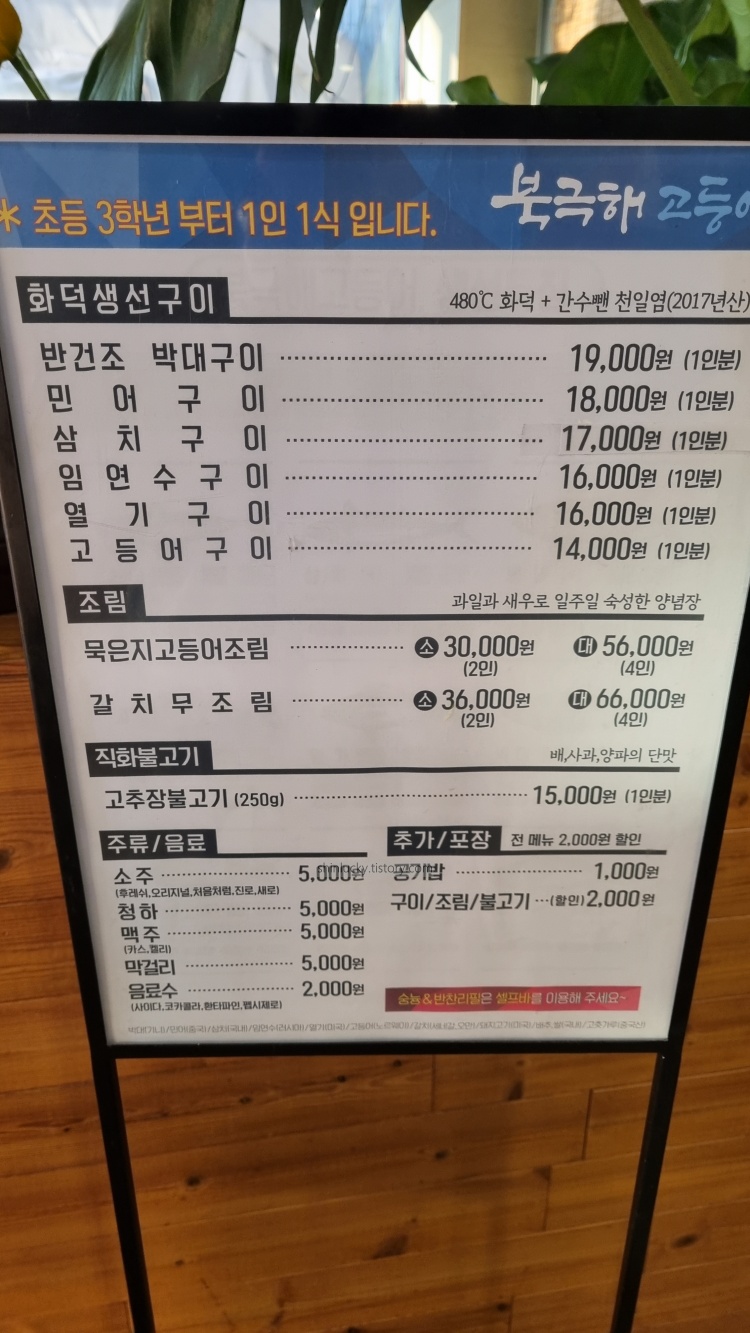 * 초등 3학년 부터 1인 1식 입니다.
북극해 고등어
화덕생선구이 480℃ 화덕 + 간수뺀 천일염(2017년산)
반건조 박대구이 19,000원 (1인분)
민어구이 18,000원 (1인분)
삼치구이 17,000원 (1인분)
임연수구이 16,000원 (1인분)
열기구이 16,000원 (1인분)
고등어구이 14,000원 (1인분)
조림 과일과 새우로 일주일 숙성한 양념장
묵은지고등어조림 소 30,000원 대 56,000원
(2인) (4인)
갈치무조림 소 36,000원 대 66,000원
(2인) (4인)
직화불고기 배,사과,양파의 단맛
고추장불고기 (250g) 15,000원 (1인분)
주류/음료
소주 5,000원
(후레쉬,오리지널,처음처럼,진로,새로)
청하 5,000원
맥주 5,000원
(카스,켈리)
막걸리 5,000원
음료수 2,000원
(사이다,코카콜라,환타파인,펩시제로)
추가/포장 전 메뉴 2,000원 할인
공기밥 1,000원
구이/조림/불고기 (할인)2,000원
숭늉&반찬리필은 셀프바를 이용해 주세요~